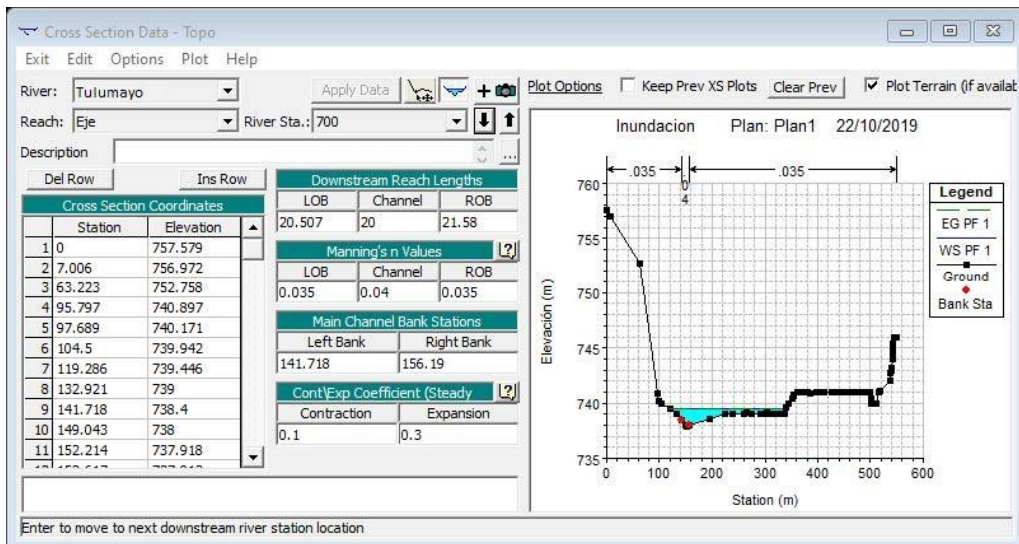 Cross Section Data - Topo
Exit Edit Options Plot Help
River: Tulumayo Apply Data + Plot Options Keep Prev XS Plots Clear Prev Plot Terrain (if availab
Reach: Eje River Sta.: 700
Description ...
Del Row Ins Row
Cross Section Coordinates
Station Elevation
1 0 757.579
2 7.006 756.972
3 63.223 752.758
4 95.797 740.897
5 97.689 740.171
6 104.5 739.942
7 119.286 739.446
8 132.921 739
9 141.718 738.4
10 149.043 738
11 152.214 737.918
Downstream Reach Lengths
LOB Channel ROB
20.507 20 21.58
Manning's n Values
LOB Channel ROB
0.035 0.04 0.035
Main Channel Bank Stations
Left Bank Right Bank
141.718 156.19
Cont\Exp Coefficient (Steady
Contraction Expansion
0.1 0.3
Inundacion Plan: Plan1 22/10/2019
.035 .04 .035
760
755
750
745
740
735
Elevación (m)
0 100 200 300 400 500 600
Station (m)
Legend
EG PF 1
WS PF 1
Ground
Bank Sta
Enter to move to next downstream river station location